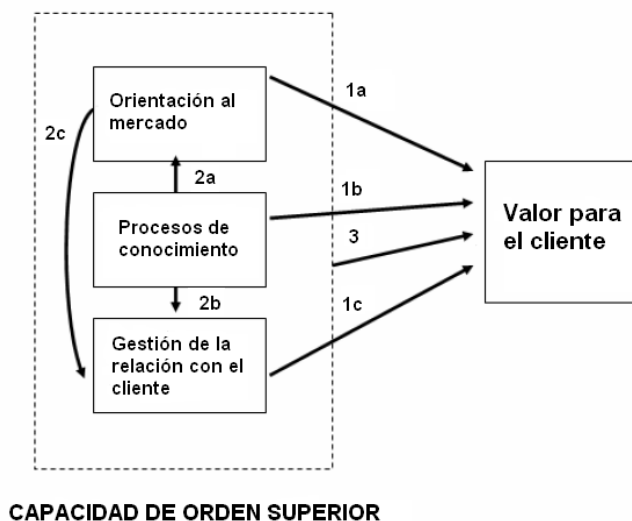 Orientación al
mercado
1a
2c
2a
Procesos de
conocimiento
1b
3
Valor para
el cliente
2b
1c
Gestión de la
relación con el
cliente
CAPACIDAD DE ORDEN SUPERIOR